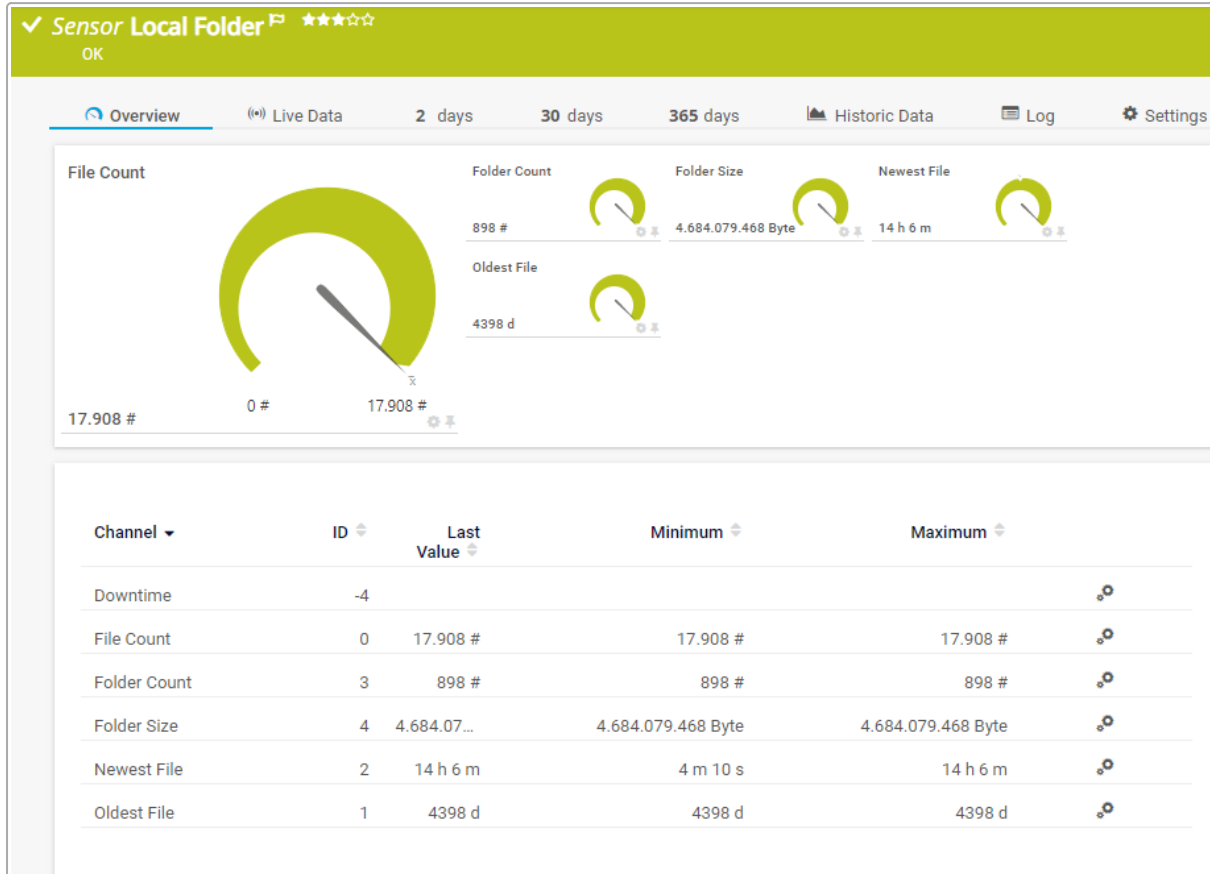 Sensor Local Folder
OK
Overview Live Data 2 days 30 days 365 days Historic Data Log Settings
File Count
Folder Count Folder Size Newest File
898 # 4.684.079.468 Byte 14 h 6 m
Oldest File
4398 d
x̄
0 # 17.908 #
17.908 #
Channel ID Last Value Minimum Maximum
Downtime -4
File Count 0 17.908 # 17.908 # 17.908 #
Folder Count 3 898 # 898 # 898 #
Folder Size 4 4.684.07... 4.684.079.468 Byte 4.684.079.468 Byte
Newest File 2 14 h 6 m 4 m 10 s 14 h 6 m
Oldest File 1 4398 d 4398 d 4398 d